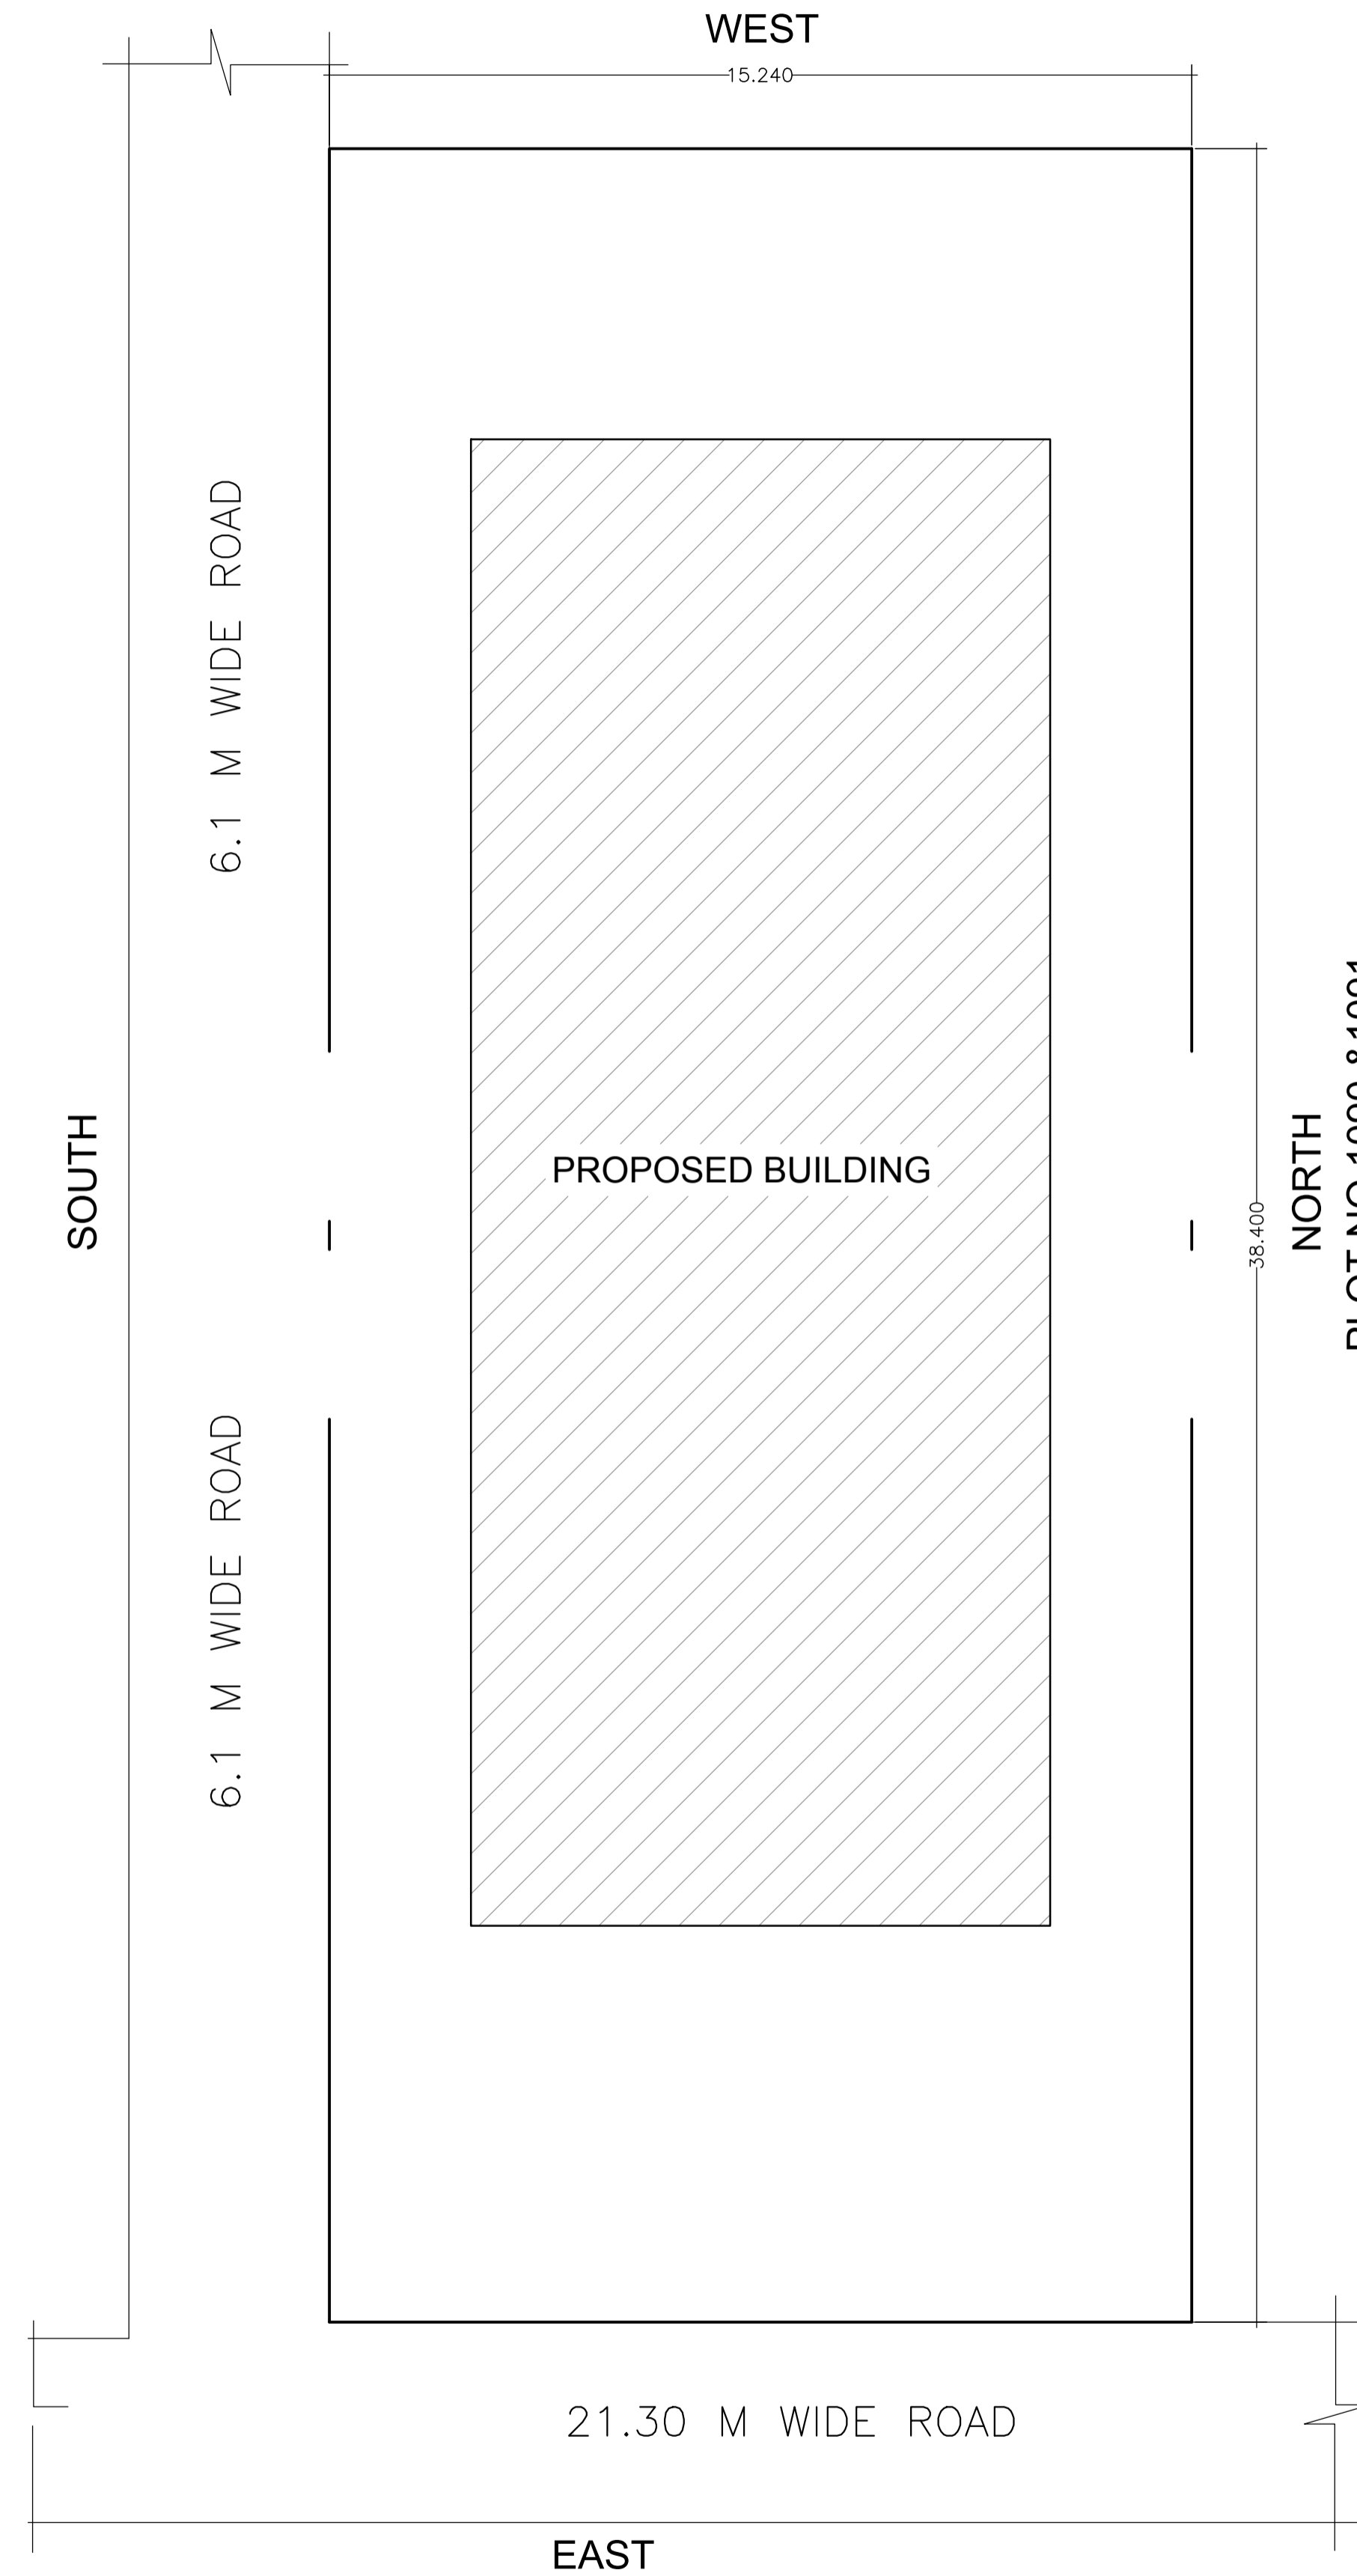 WEST
15.240
6.1 M WIDE ROAD
PROPOSED BUILDING
SOUTH
38.400
NORTH
6.1 M WIDE ROAD
21.30 M WIDE ROAD
EAST